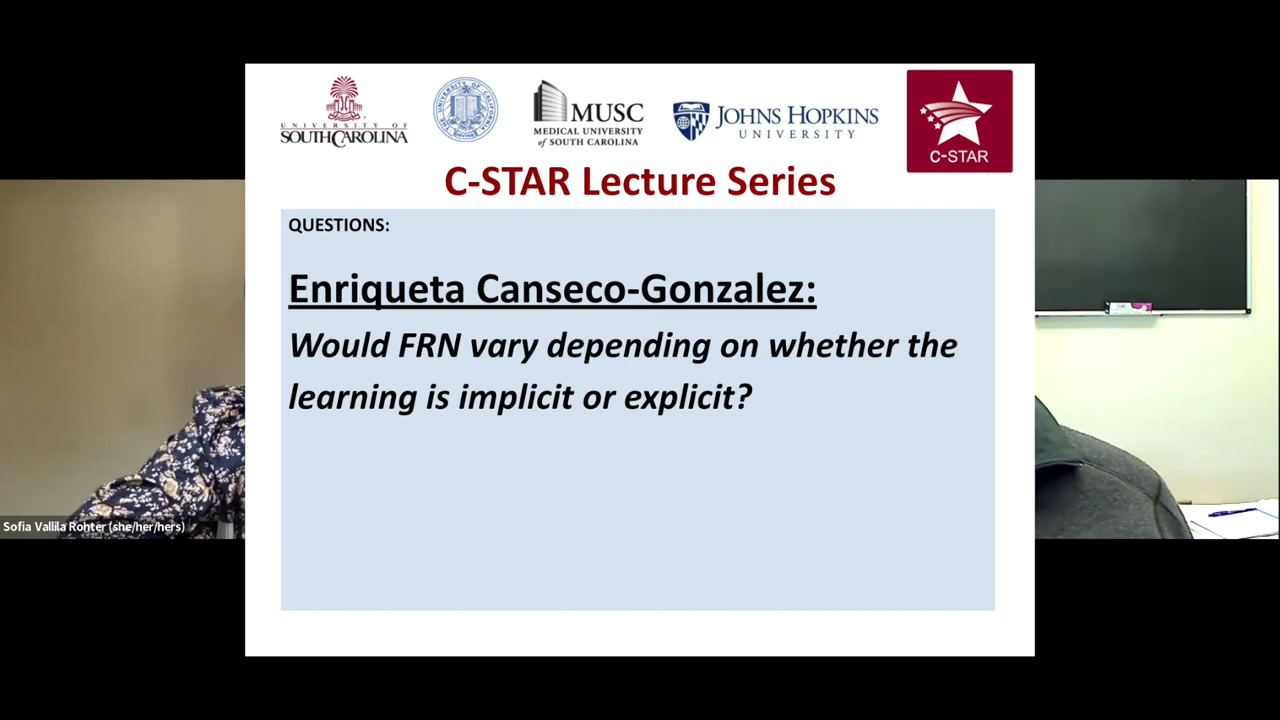 UNIVERSITY OF
SOUTH CAROLINA
MUSC
MEDICAL UNIVERSITY
of SOUTH CAROLINA
JOHNS HOPKINS
UNIVERSITY
C-STAR
C-STAR Lecture Series
QUESTIONS:
Enriqueta Canseco-Gonzalez:
Would FRN vary depending on whether the
learning is implicit or explicit?
Sofia Vallila Rohter (she/her/hers)